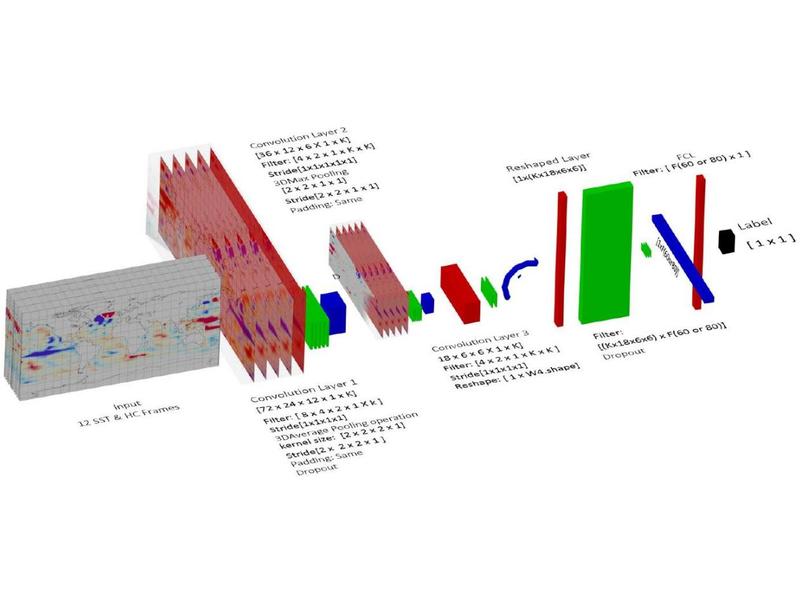 Input
12 SST & HC Frames
Convolution Layer 1
[72 x 24 x 12 x 1 x K]
Filter: [ 8 x 4 x 2 x 1 X k ]
Stride[1x1x1x1]
3DAverage Pooling operation
kernel size: [2 x 2 x 2 x 1]
Stride[2 x 2 x 2 x 1 ]
Padding: Same
Dropout
Convolution Layer 2
[36 x 12 x 6 X 1 x K]
Filter: [4 x 2 x 1 x K x K]
Stride[1x1x1x1x1]
3DMax Pooling
[2 x 2 x 1 x 1]
Stride[2 x 2 x 1 x 1]
Padding: Same
Convolution Layer 3
18 x 6 x 6 X 1 x K]
Filter: [4 x 2 x 1 x K x K ]
Stride[1x1x1x1]
Reshape: [ 1 x W4.shape]
Reshaped Layer
[1x(Kx18x6x6)]
Filter:
[(Kx18x6x6) x F(60 or 80)]
Dropout
FCL
Filter: [ F(60 or 80) x 1 ]
Label
[ 1 x 1 ]